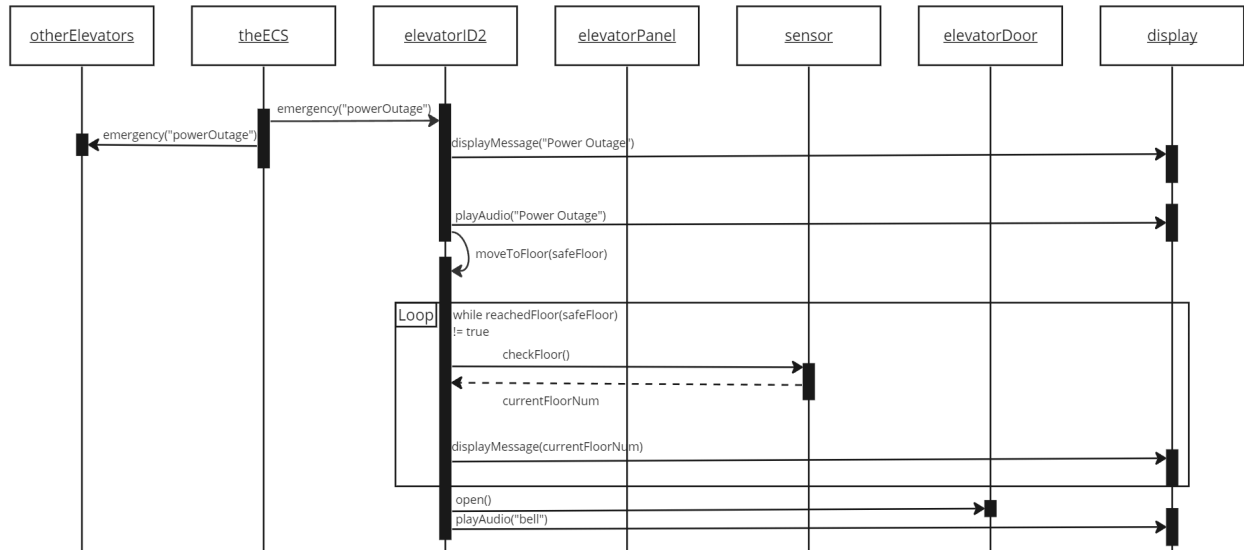 otherElevators
theECS
elevatorID2
elevatorPanel
sensor
elevatorDoor
display
emergency("powerOutage")
emergency("powerOutage")
displayMessage("Power Outage")
playAudio("Power Outage")
moveToFloor(safeFloor)
Loop
while reachedFloor(safeFloor)
!= true
checkFloor()
currentFloorNum
displayMessage(currentFloorNum)
open()
playAudio("bell")